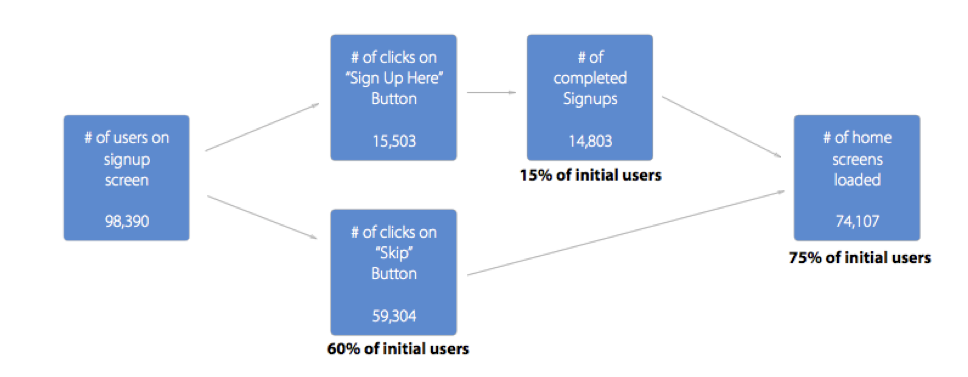 # of users on
signup
screen
98,390
# of clicks on
“Sign Up Here”
Button
15,503
# of
completed
Signups
14,803
15% of initial users
# of clicks on
“Skip”
Button
59,304
60% of initial users
# of home
screens
loaded
74,107
75% of initial users